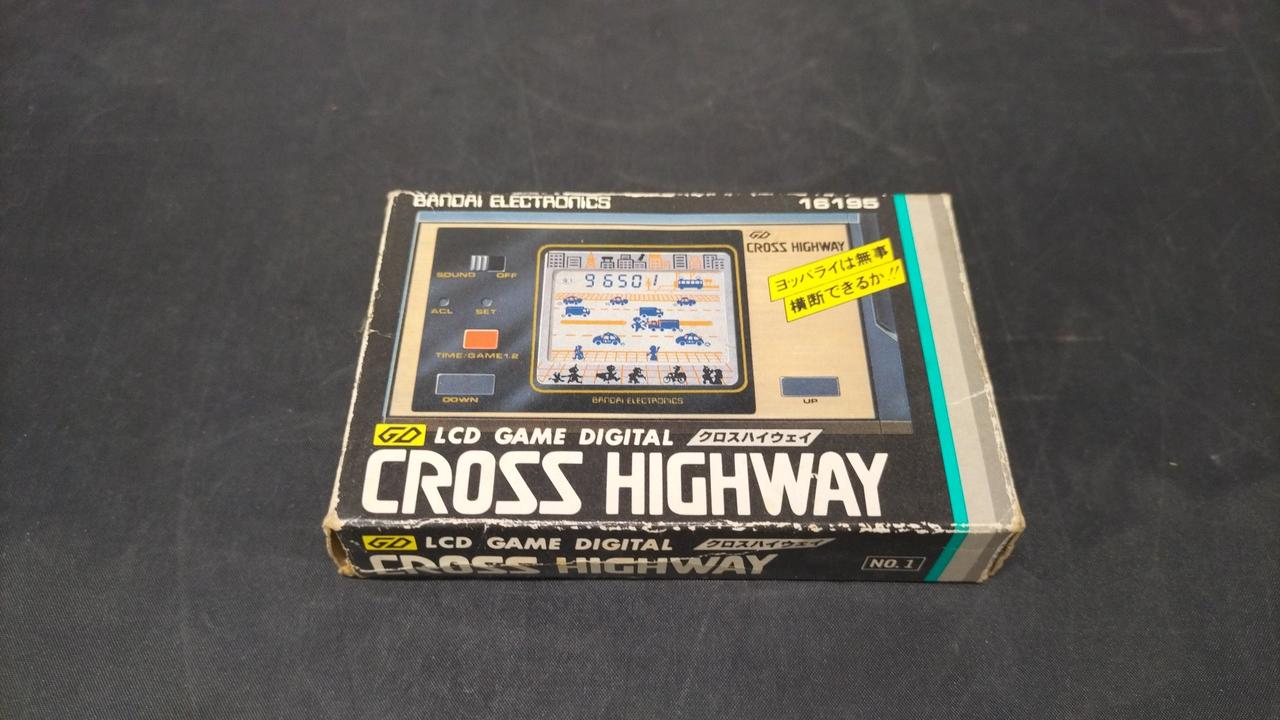 BANDAI ELECTRONICS
16195
GD
CROSS HIGHWAY
ヨッパライは無事
横断できるか!!
SOUND OFF
96501
ACL SET
TIME/GAME1.2
DOWN
UP
BANDAI ELECTRONICS
GD LCD GAME DIGITAL クロスハイウェイ
CROSS HIGHWAY
GD LCD GAME DIGITAL クロスハイウェイ
CROSS HIGHWAY
NO. 1